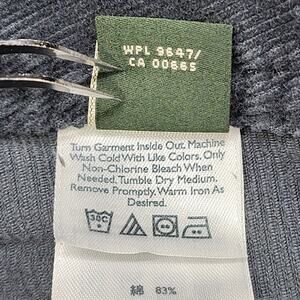 WPL 9647/
CA 00665
Turn Garment Inside Out. Machine
Wash Cold With Like Colors. Only
Non-Chlorine Bleach When
Needed. Tumble Dry Medium.
Remove Promptly. Warm Iron As
Desired.
30C
綿 83%